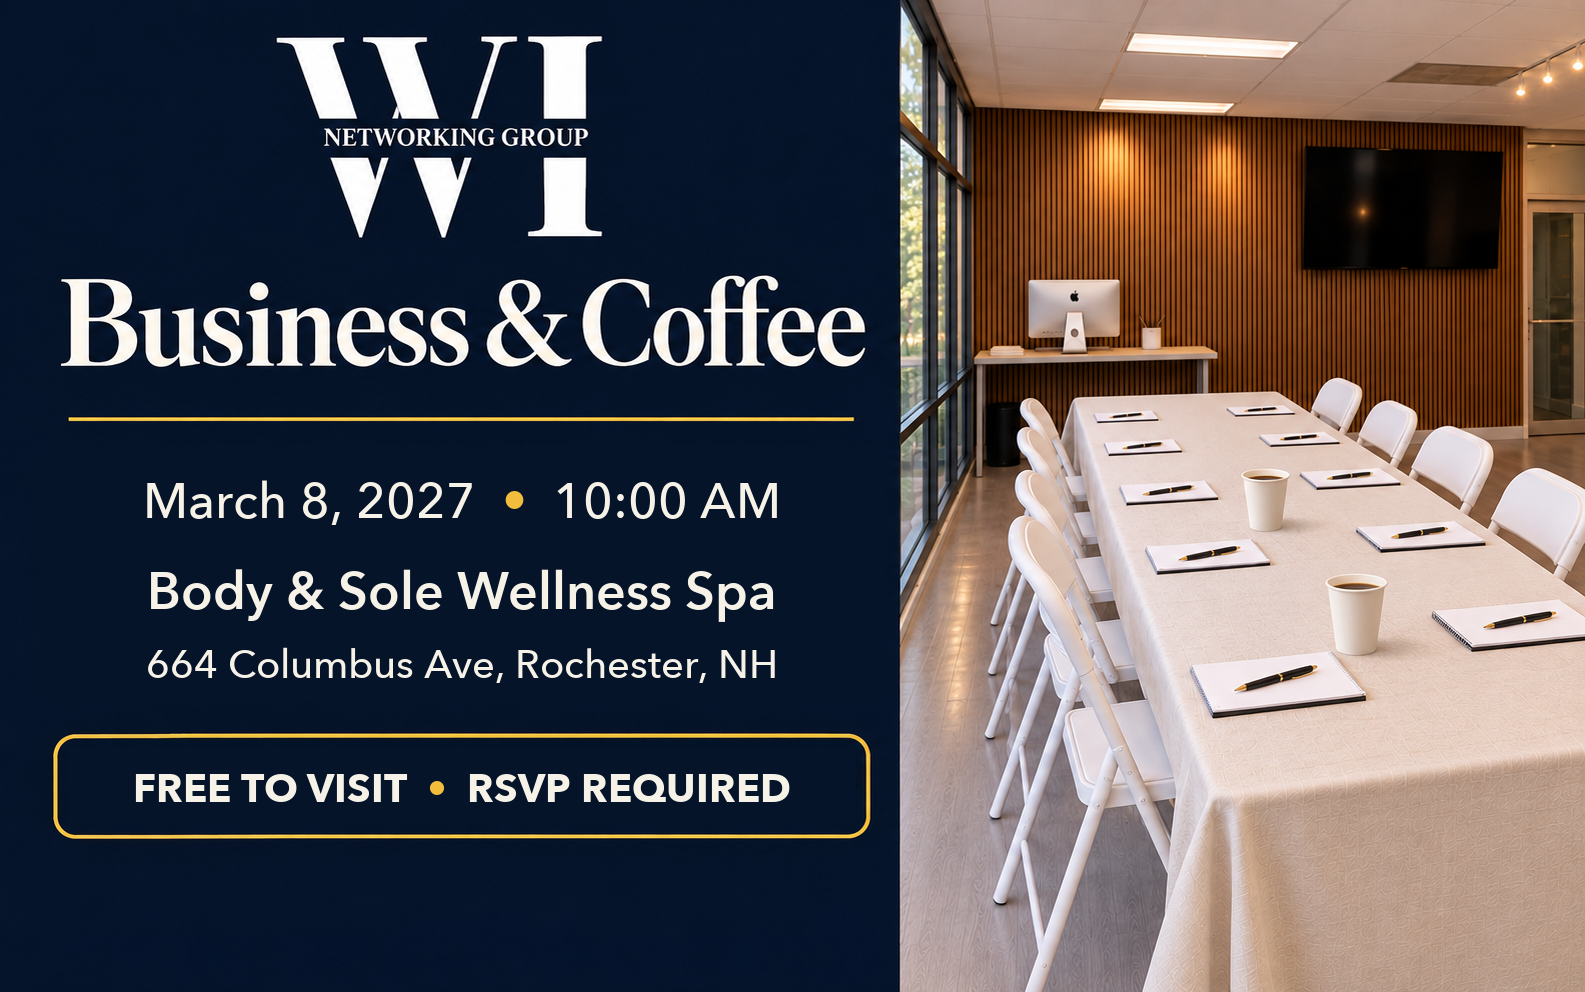 WI
NETWORKING GROUP
Business & Coffee
March 8, 2027 • 10:00 AM
Body & Sole Wellness Spa
664 Columbus Ave, Rochester, NH
FREE TO VISIT • RSVP REQUIRED